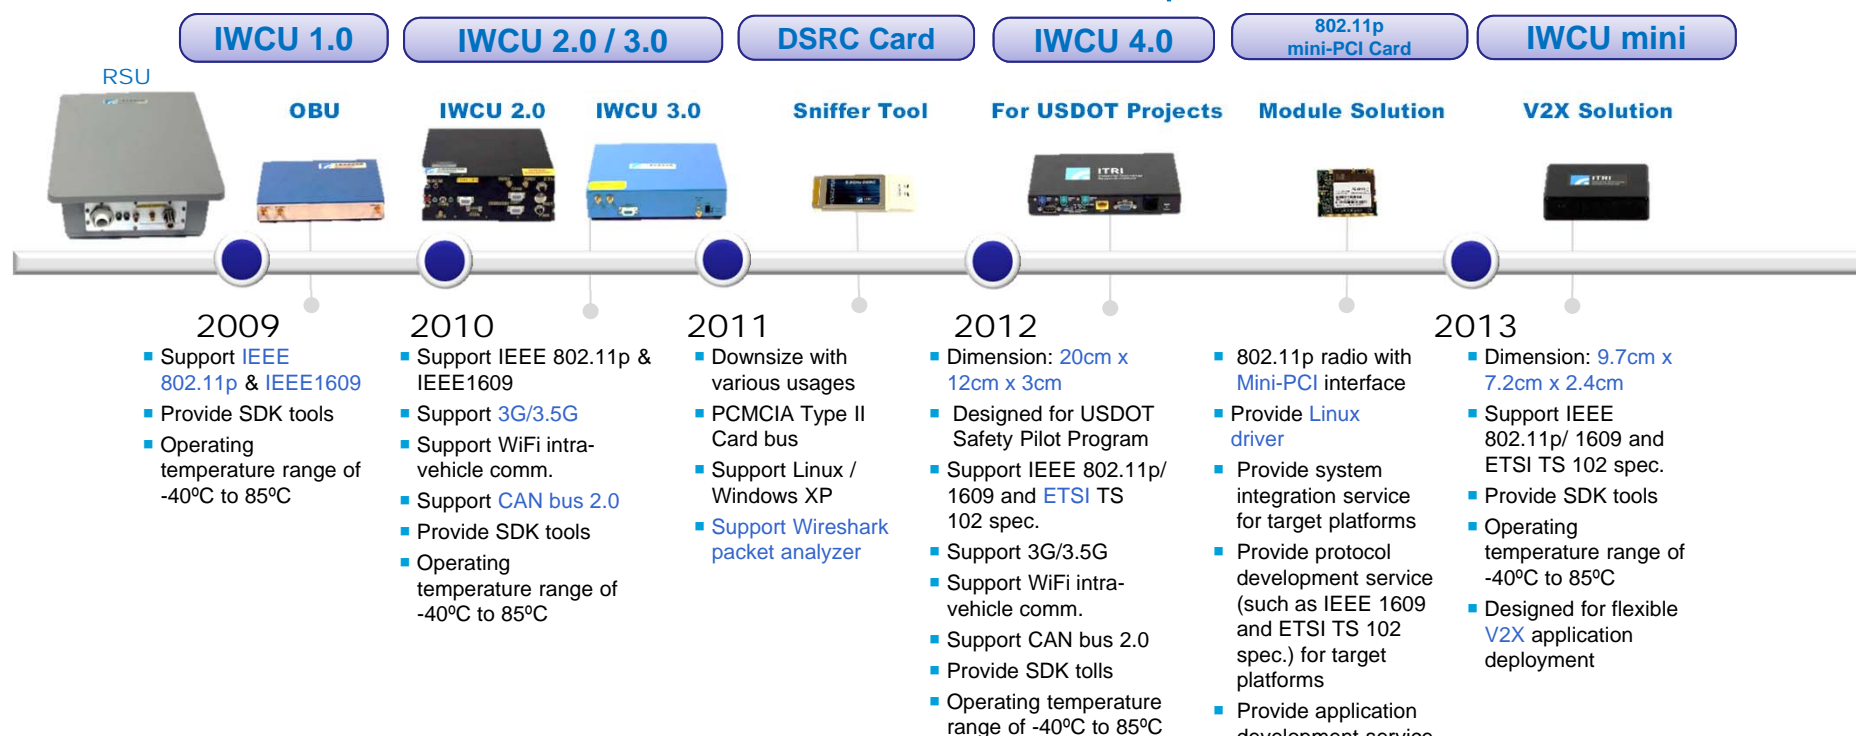 IWCU 1.0
IWCU 2.0 / 3.0
DSRC Card
IWCU 4.0
802.11p
mini-PCI Card
IWCU mini
RSU
OBU
IWCU 2.0
IWCU 3.0
Sniffer Tool
For USDOT Projects
Module Solution
V2X Solution
ITRI
ITRI
2009
Support IEEE
802.11p & IEEE1609
Provide SDK tools
Operating
temperature range of
-40ºC to 85ºC
2010
Support IEEE 802.11p &
IEEE1609
Support 3G/3.5G
Support WiFi intra-
vehicle comm.
Support CAN bus 2.0
Provide SDK tools
Operating
temperature range of
-40ºC to 85ºC
2011
Downsize with
various usages
PCMCIA Type II
Card bus
Support Linux /
Windows XP
Support Wireshark
packet analyzer
2012
Dimension: 20cm x
12cm x 3cm
Designed for USDOT
Safety Pilot Program
Support IEEE 802.11p/
1609 and ETSI TS
102 spec.
Support 3G/3.5G
Support WiFi intra-
vehicle comm.
Support CAN bus 2.0
Provide SDK tolls
Operating temperature
range of -40ºC to 85ºC
802.11p radio with
Mini-PCI interface
Provide Linux
driver
Provide system
integration service
for target platforms
Provide protocol
development service
(such as IEEE 1609
and ETSI TS 102
spec.) for target
platforms
Provide application
development service
2013
Dimension: 9.7cm x
7.2cm x 2.4cm
Support IEEE
802.11p/ 1609 and
ETSI TS 102 spec.
Provide SDK tools
Operating
temperature range of
-40ºC to 85ºC
Designed for flexible
V2X application
deployment